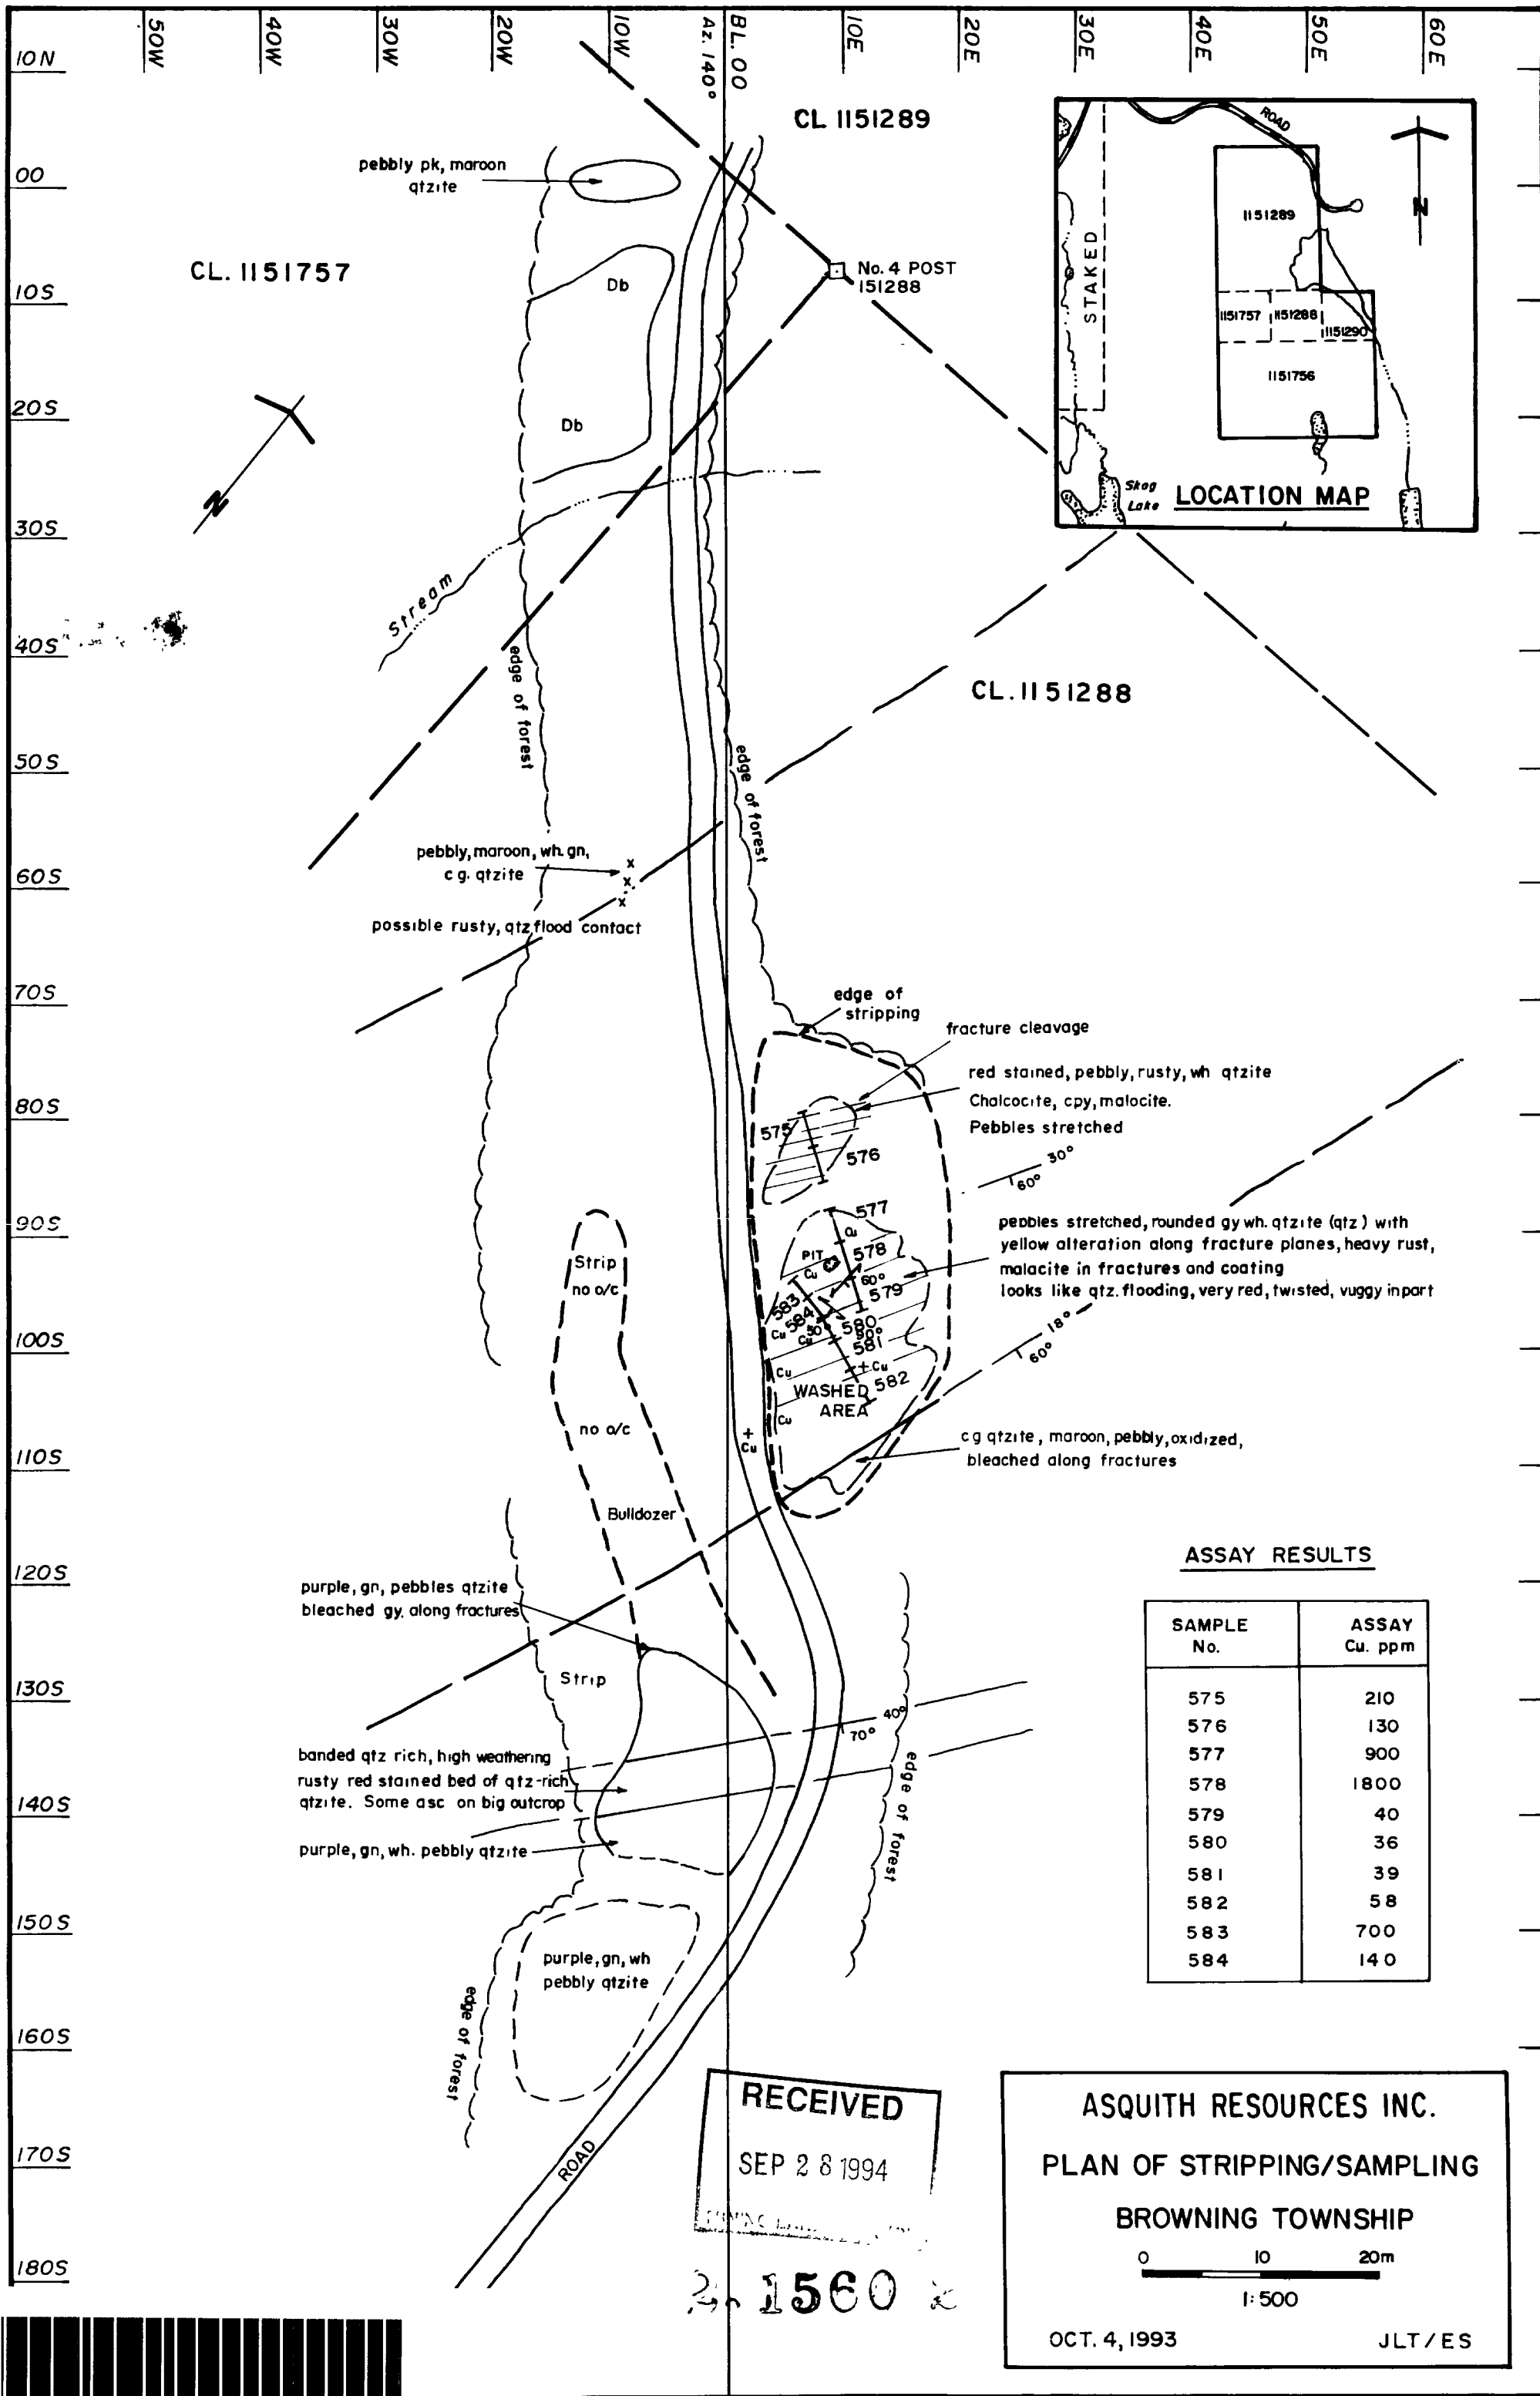 50W
40W
30W
20W
10W
BL. 00
Az. 140°
10E
20E
30E
40E
50E
60E
10N
00
10S
20S
30S
40S
50S
60S
70S
80S
90S
100S
110S
120S
130S
140S
150S
160S
170S
180S
CL 1151289
pebbly pk, maroon
qtzite
CL. 1151757
Db
Db
No. 4 POST
151288
N
ROAD
N
STAKED
1151289
1151757
1151288
1151290
1151756
Skag
Lake
LOCATION MAP
Stream
edge of forest
CL. 1151288
edge of forest
pebbly, maroon, wh. gn,
c g. qtzite
x
x
x
possible rusty, qtz flood contact
edge of
stripping
fracture cleavage
red stained, pebbly, rusty, wh qtzite
Chalcocite, cpy, malocite.
Pebbles stretched
575
576
30°
60°
577
Cu
578
PIT
Cu
60°
579
583
584
580
Cu
50
Cu
90°
581
+Cu
Cu
582
WASHED
AREA
Cu
+
Cu
pebbles stretched, rounded gy wh. qtzite (qtz) with
yellow alteration along fracture planes, heavy rust,
malacite in fractures and coating
looks like qtz. flooding, very red, twisted, vuggy in part
18°
60°
Strip
no o/c
no o/c
Bulldozer
c g qtzite, maroon, pebbly, oxidized,
bleached along fractures
purple, gn, pebbles qtzite
bleached gy, along fractures
Strip
40°
70°
banded qtz rich, high weathering
rusty red stained bed of qtz-rich
qtzite. Some asc on big outcrop
purple, gn, wh. pebbly qtzite
edge of forest
purple, gn, wh
pebbly qtzite
edge of forest
ROAD
ASSAY RESULTS
SAMPLE No. ASSAY Cu. ppm
575 210
576 130
577 900
578 1800
579 40
580 36
581 39
582 58
583 700
584 140
RECEIVED
SEP 28 1994
1560
ASQUITH RESOURCES INC.
PLAN OF STRIPPING/SAMPLING
BROWNING TOWNSHIP
0 10 20m
1:500
OCT. 4, 1993 JLT/ES